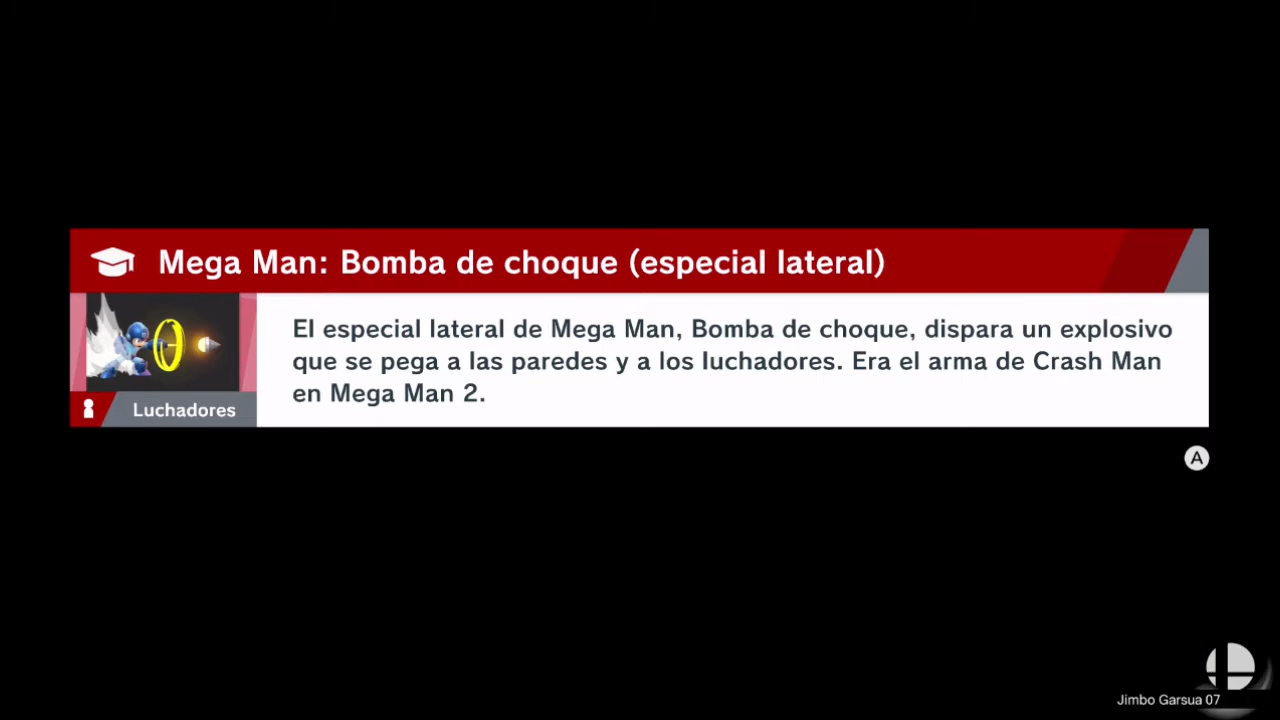 Mega Man: Bomba de choque (especial lateral)
El especial lateral de Mega Man, Bomba de choque, dispara un explosivo
que se pega a las paredes y a los luchadores. Era el arma de Crash Man
en Mega Man 2.
Luchadores
A
Jimbo Garsua 07